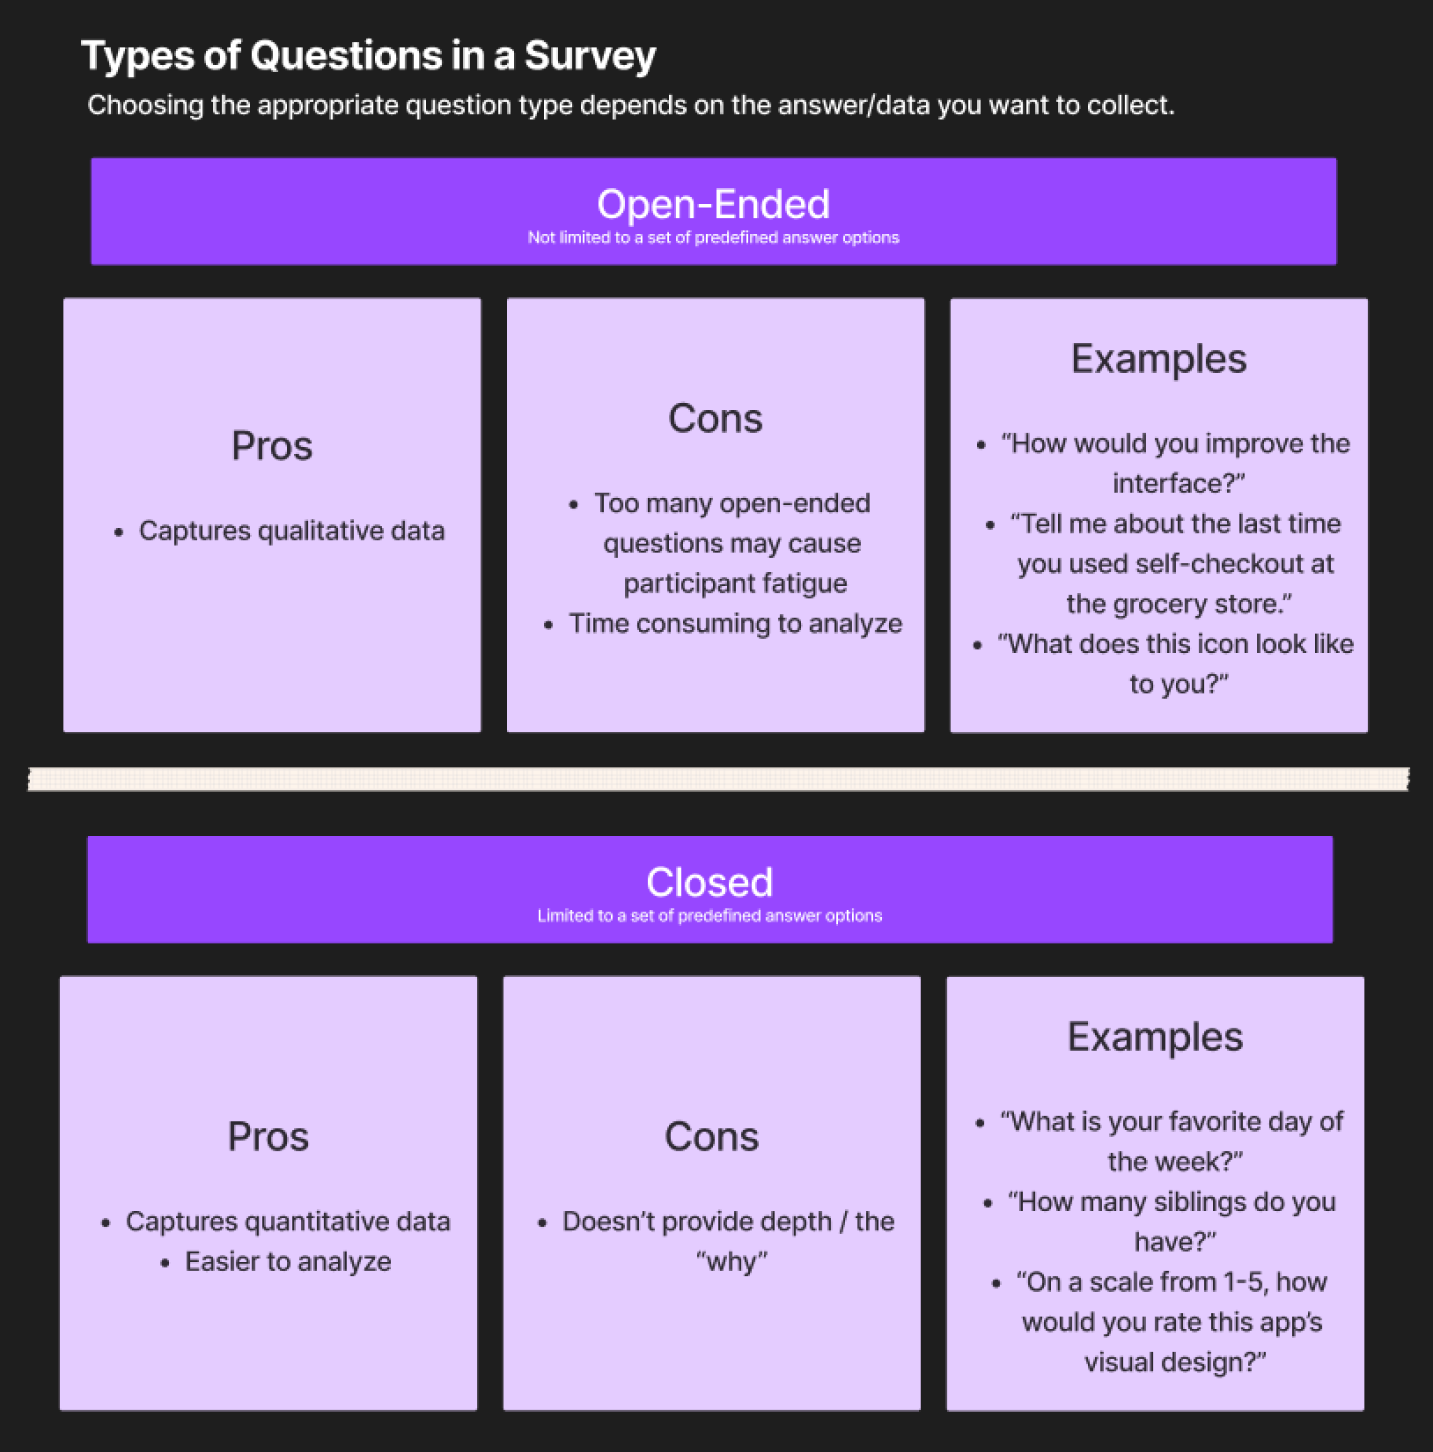 Types of Questions in a Survey
Choosing the appropriate question type depends on the answer/data you want to collect.
Open-Ended
Not limited to a set of predefined answer options
Pros
• Captures qualitative data
Cons
• Too many open-ended
questions may cause
participant fatigue
• Time consuming to analyze
Examples
• “How would you improve the
interface?”
• “Tell me about the last time
you used self-checkout at
the grocery store.”
• “What does this icon look like
to you?”
Closed
Limited to a set of predefined answer options
Pros
• Captures quantitative data
• Easier to analyze
Cons
• Doesn’t provide depth / the
“why”
Examples
• “What is your favorite day of
the week?”
• “How many siblings do you
have?”
• “On a scale from 1-5, how
would you rate this app’s
visual design?”